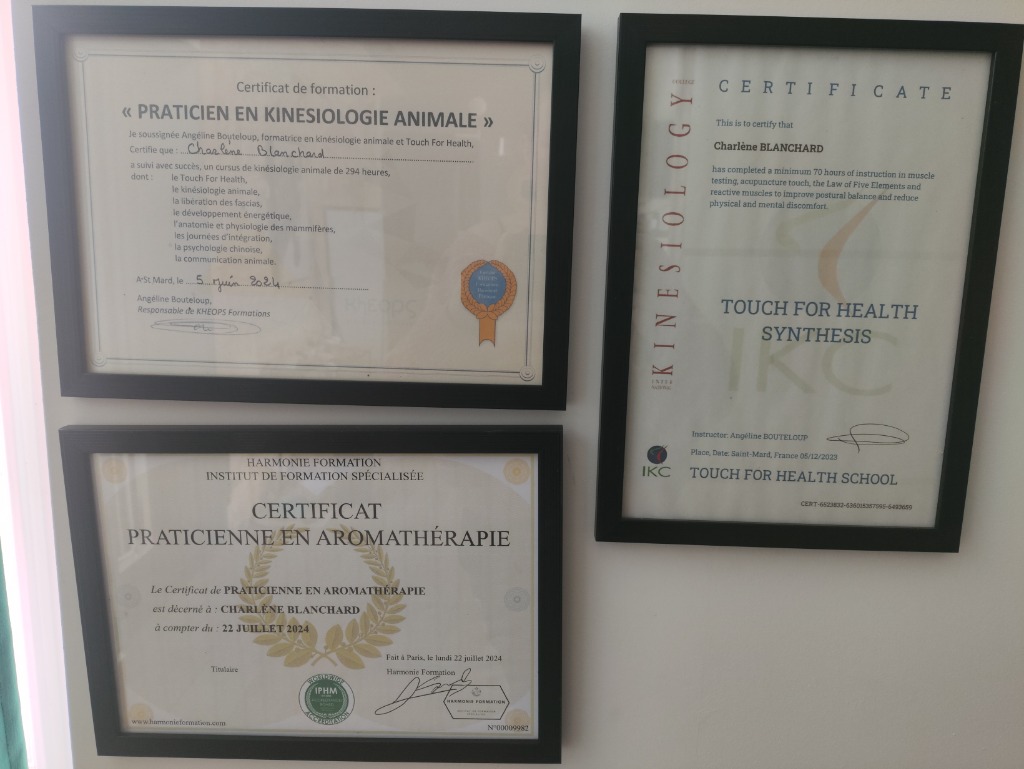 Certificat de formation :
« PRATICIEN EN KINESIOLOGIE ANIMALE »
Je soussignée Angéline Bouteloup, formatrice en kinésiologie animale et Touch For Health,
Certifie que : Charlène Blanchard
a suivi avec succès, un cursus de kinésiologie animale de 294 heures,
dont : le Touch For Health,
la kinésiologie animale,
la libération des fascias,
le développement énergétique,
l'anatomie et physiologie des mammifères,
les journées d'intégration,
la psychologie chinoise,
la communication animale.
A St Mard, le 5 juin 2024
Angéline Bouteloup,
Responsable de KHEOPS Formations
CERTIFICATE
KINESIOLOGY
This is to certify that
Charlène BLANCHARD
has completed a minimum 70 hours of instruction in muscle
testing, acupuncture touch, the Law of Five Elements and
reactive muscles to improve postural balance and reduce
physical and mental discomfort.
TOUCH FOR HEALTH
SYNTHESIS
IKC
Instructor: Angéline BOUTELOUP
Place, Date: Saint-Mard, France 06/12/2023
IKC
TOUCH FOR HEALTH SCHOOL
HARMONIE FORMATION
INSTITUT DE FORMATION SPÉCIALISÉE
CERTIFICAT
PRATICIENNE EN AROMATHÉRAPIE
Le Certificat de PRATICIENNE EN AROMATHÉRAPIE
est décerné à : CHARLÈNE BLANCHARD
à compter du : 22 JUILLET 2024
Fait à Paris, le lundi 22 juillet 2024
Titulaire
Harmonie Formation
WORLDWIDE
IPHM
ACCREDITATION
HARMONIE FORMATION
www.harmonieformation.com
N°00009982